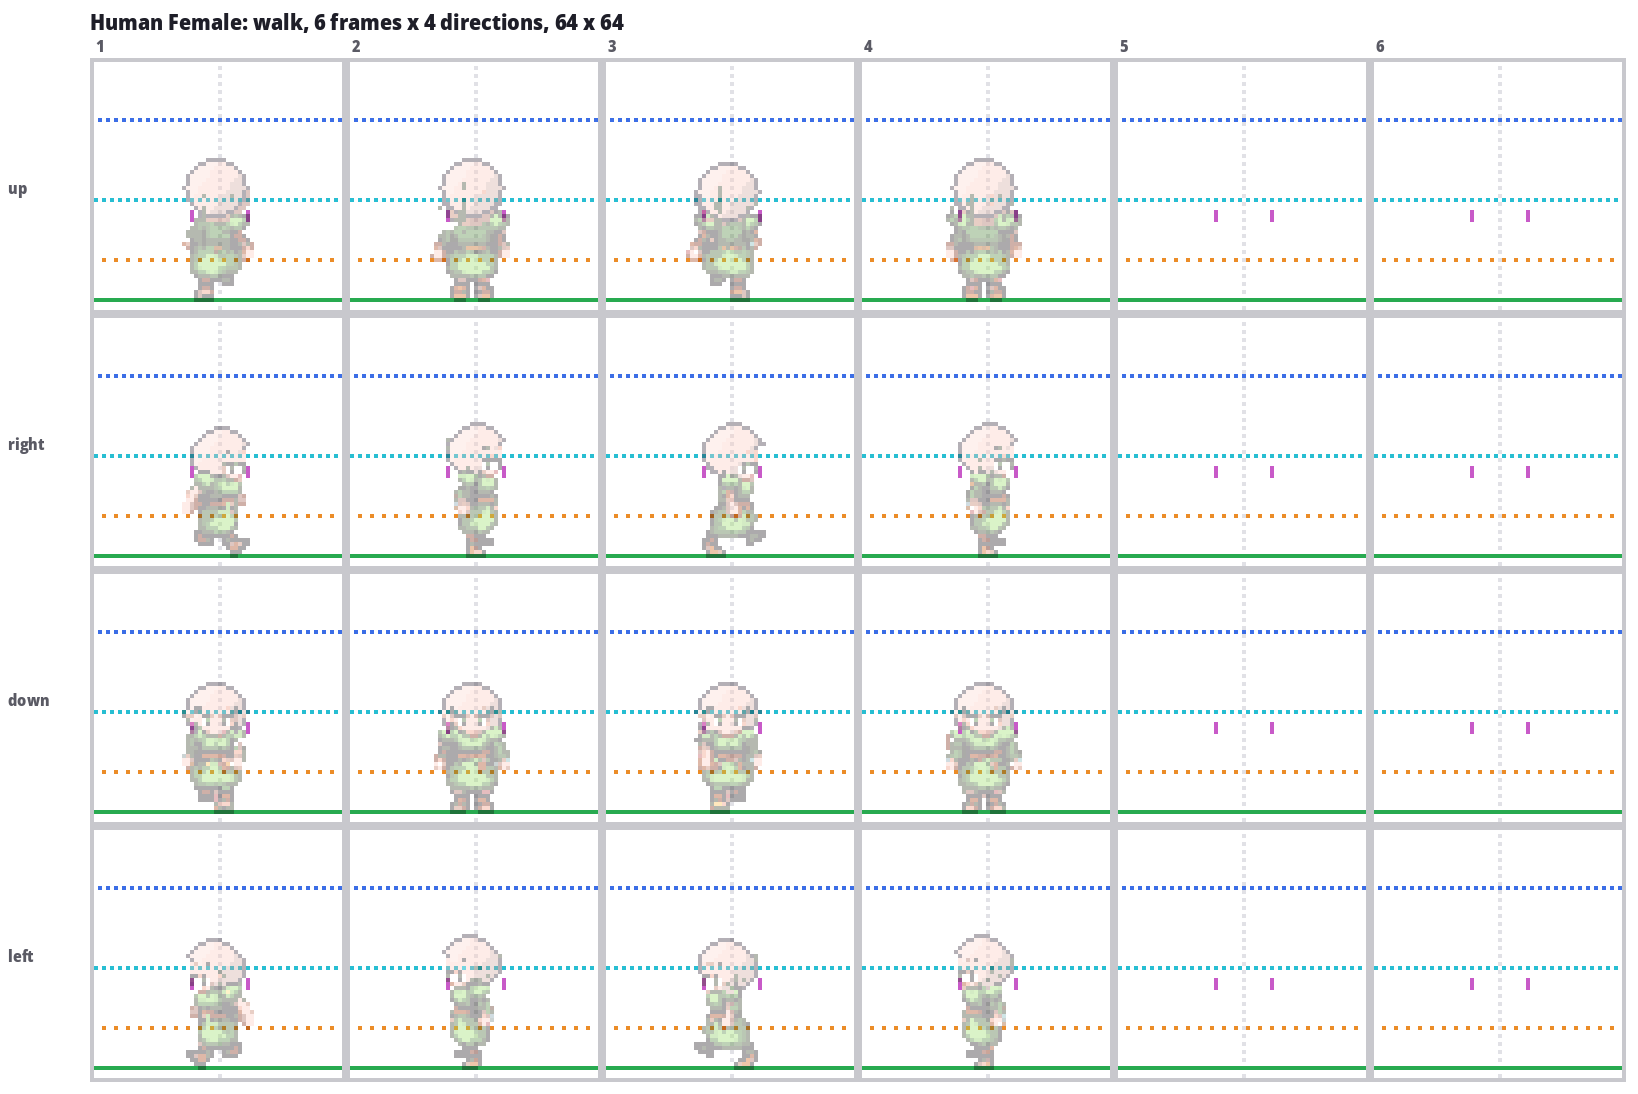 Human Female: walk, 6 frames x 4 directions, 64 x 64
1 2 3 4 5 6
up
right
down
left